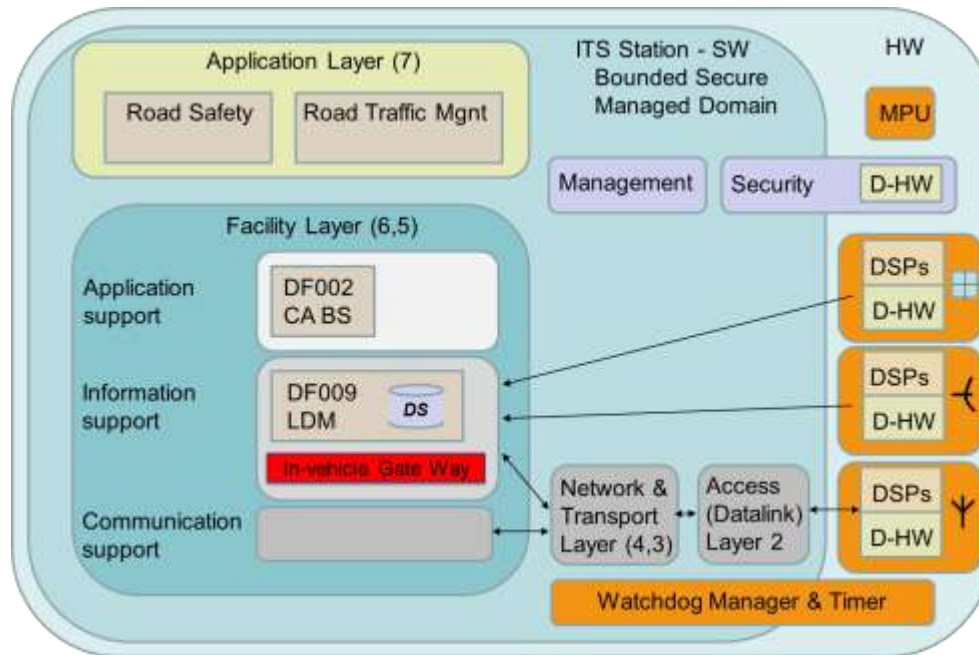 Application Layer (7)
Road Safety
Road Traffic Mgnt
ITS Station - SW
Bounded Secure
Managed Domain
HW
MPU
Management
Security
D-HW
Facility Layer (6,5)
Application
support
DF002
CA BS
DSPs
D-HW
Information
support
DF009
LDM
DS
In-vehicle Gate Way
DSPs
D-HW
Communication
support
Network &
Transport
Layer (4,3)
Access
(Datalink)
Layer 2
DSPs
D-HW
Watchdog Manager & Timer